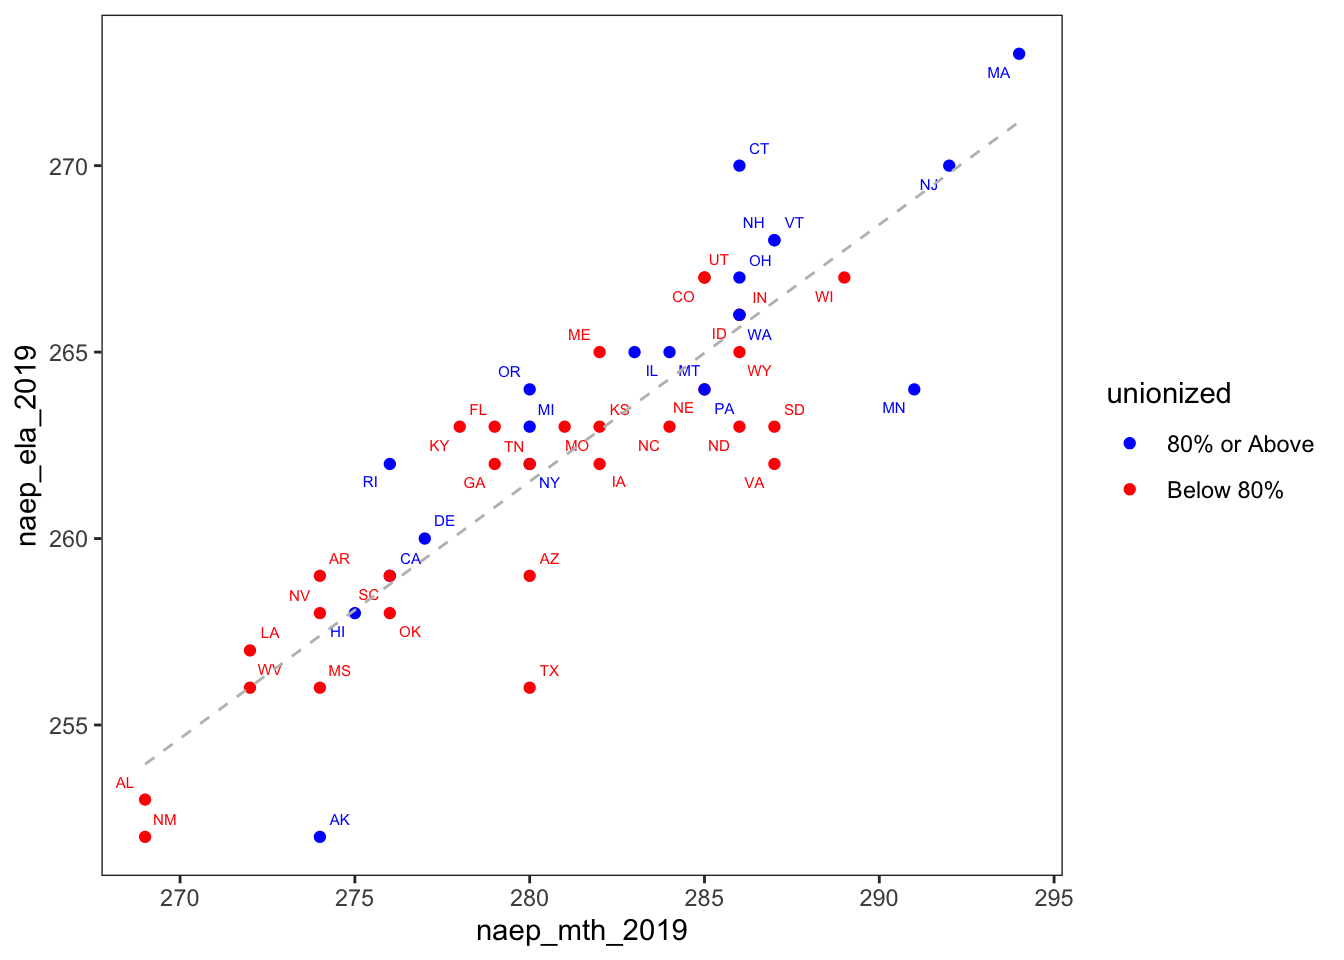 MA
CT
270
NJ
NH VT
UT OH
CO IN WI
ME ID WA
265
OR IL MT WY
FL MI KS NE PA SD MN
KY TN MO NC ND
RI GA NY IA VA
DE
260
AR CA AZ
NV SC
LA HI OK
WV MS TX
255
AL
NM AK
270 275 280 285 290 295
naep_mth_2019
naep_ela_2019
unionized
80% or Above
Below 80%